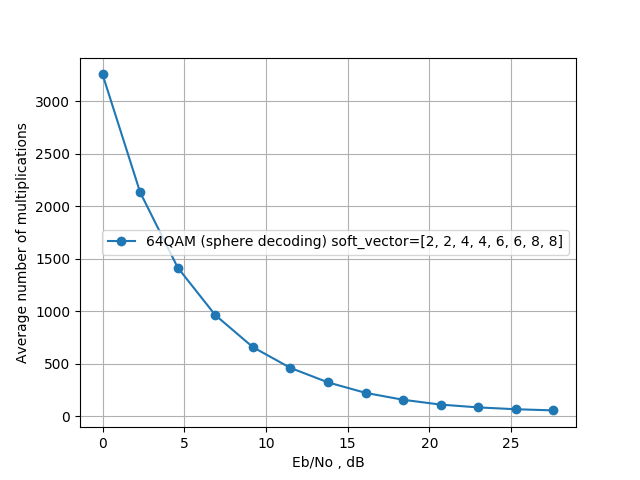 Average number of multiplications
3000
2500
2000
1500
1000
500
0
64QAM (sphere decoding) soft_vector=[2, 2, 4, 4, 6, 6, 8, 8]
0 5 10 15 20 25
Eb/No , dB